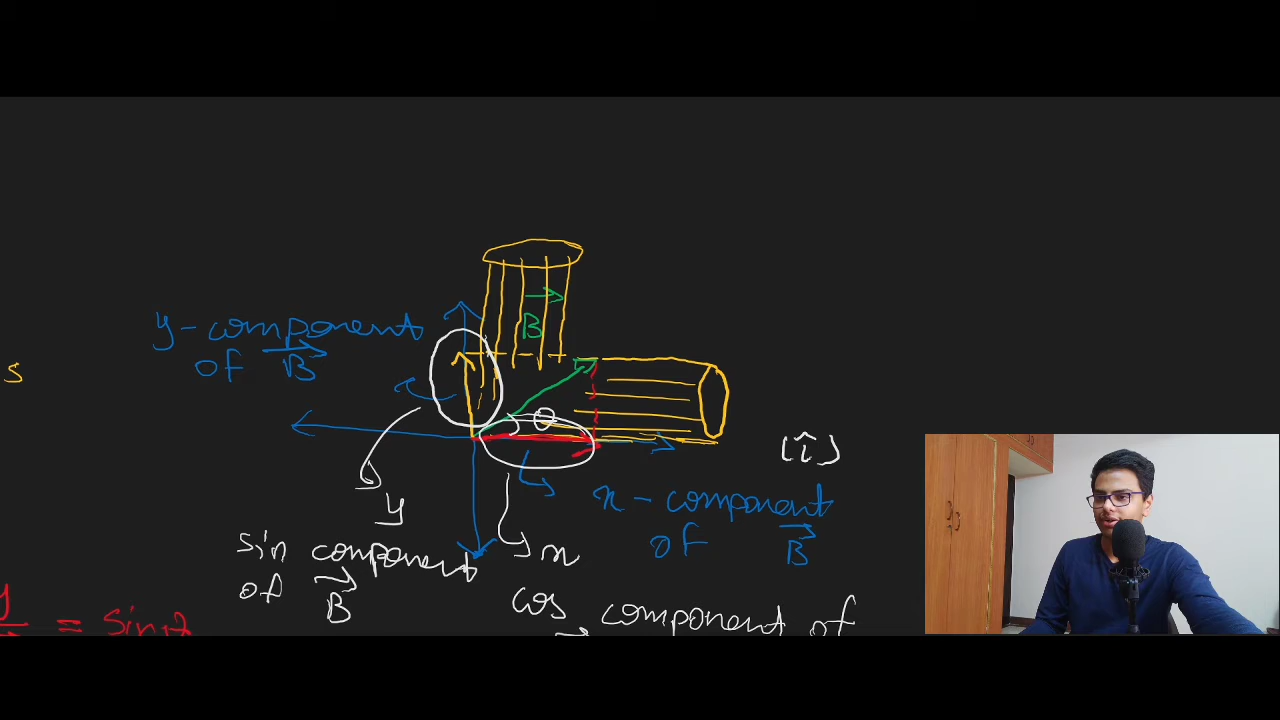 y-component
of B
B
s
θ
(î)
x-component
of B
y
x
sin component
of B
cos component of
y
= sin